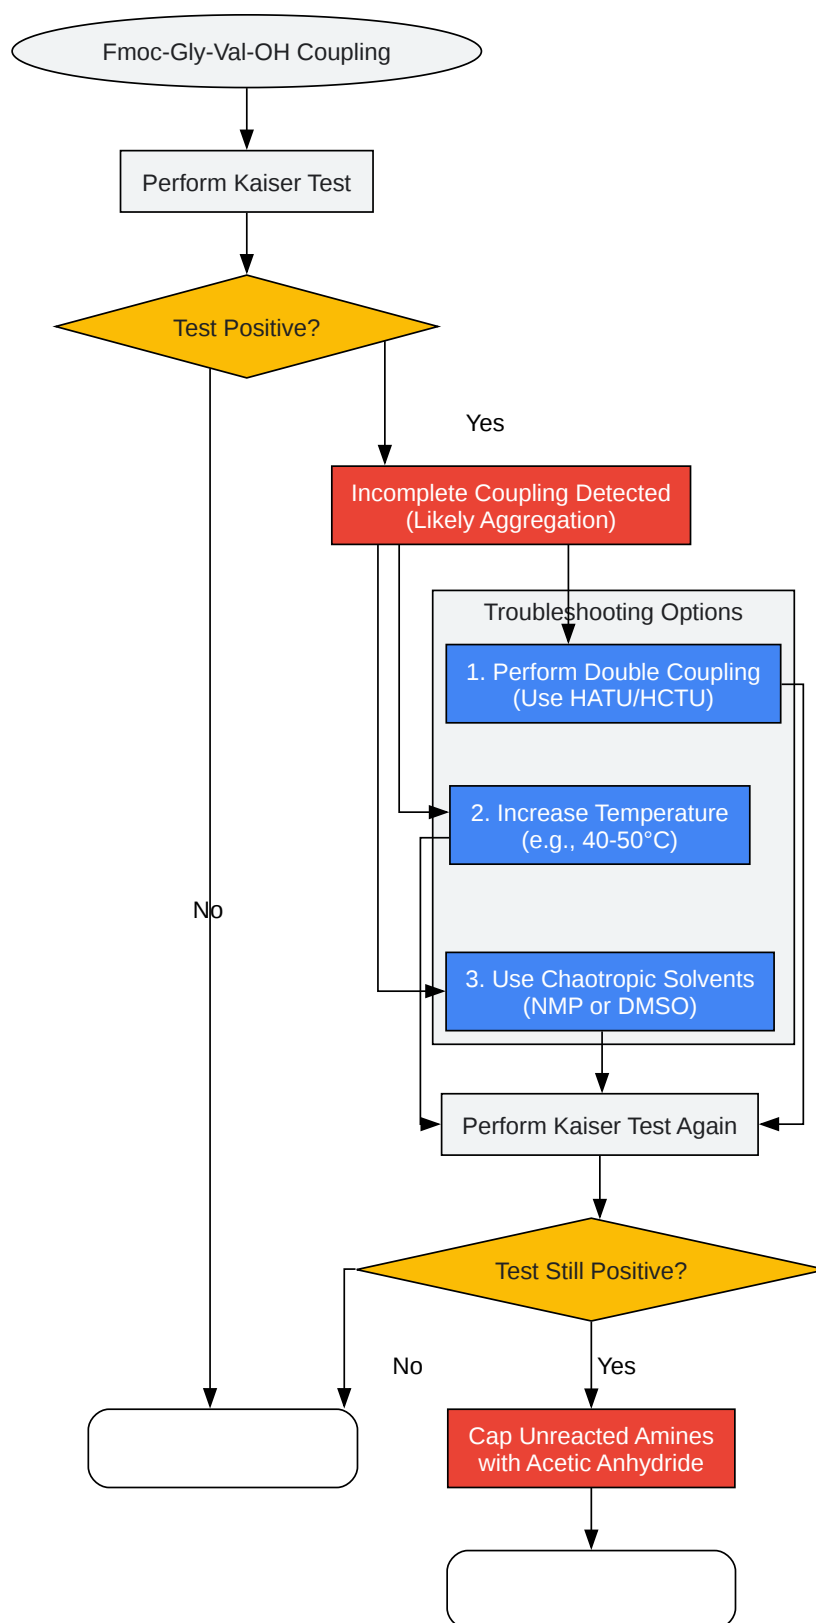 Fmoc-Gly-Val-OH Coupling
Perform Kaiser Test
Test Positive?
Yes
Incomplete Coupling Detected
(Likely Aggregation)
Troubleshooting Options
1. Perform Double Coupling
(Use HATU/HCTU)
2. Increase Temperature
(e.g., 40-50°C)
No
3. Use Chaotropic Solvents
(NMP or DMSO)
Perform Kaiser Test Again
Test Still Positive?
No
Yes
Cap Unreacted Amines
with Acetic Anhydride